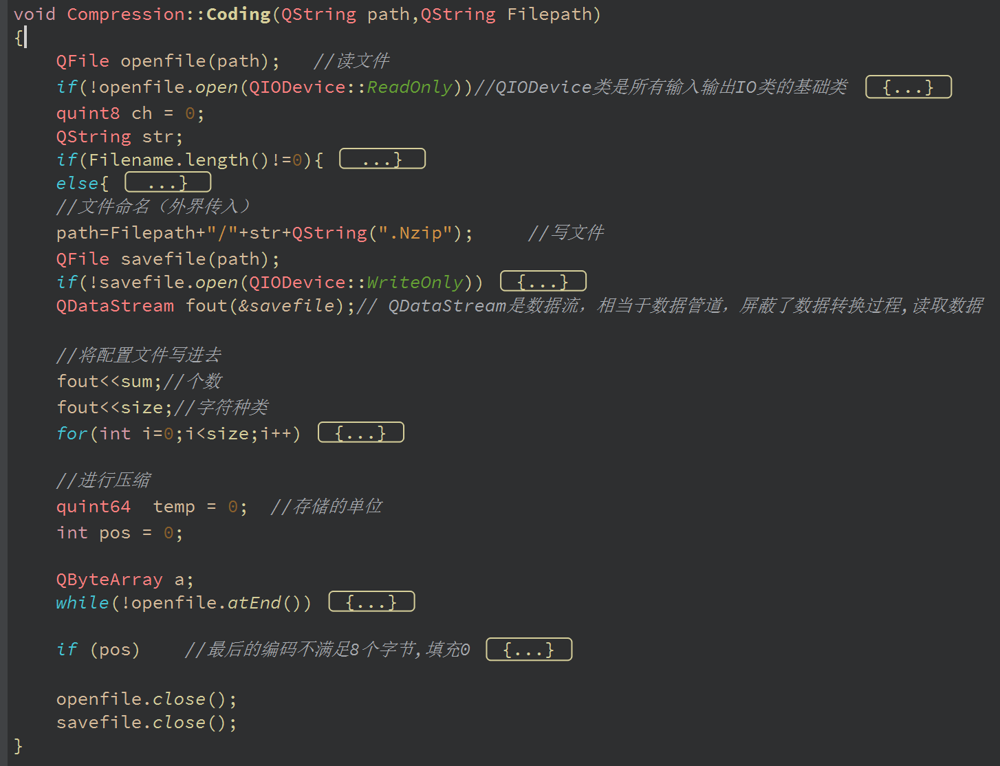 void Compression::Coding(QString path,QString Filepath)
{
    QFile openfile(path);   //读文件
    if(!openfile.open(QIODevice::ReadOnly))//QIODevice类是所有输入输出IO类的基础类 {...}
    quint8 ch = 0;
    QString str;
    if(Filename.length()!=0){ ...}
    else{ ...}
    //文件命名（外界传入）
    path=Filepath+"/"+str+QString(".Nzip");     //写文件
    QFile savefile(path);
    if(!savefile.open(QIODevice::WriteOnly)) {...}
    QDataStream fout(&savefile);// QDataStream是数据流，相当于数据管道，屏蔽了数据转换过程,读取数据
    //将配置文件写进去
    fout<<sum;//个数
    fout<<size;//字符种类
    for(int i=0;i<size;i++) {...}
    //进行压缩
    quint64  temp = 0;  //存储的单位
    int pos = 0;
    QByteArray a;
    while(!openfile.atEnd()) {...}
    if (pos)    //最后的编码不满足8个字节,填充0 {...}
    openfile.close();
    savefile.close();
}